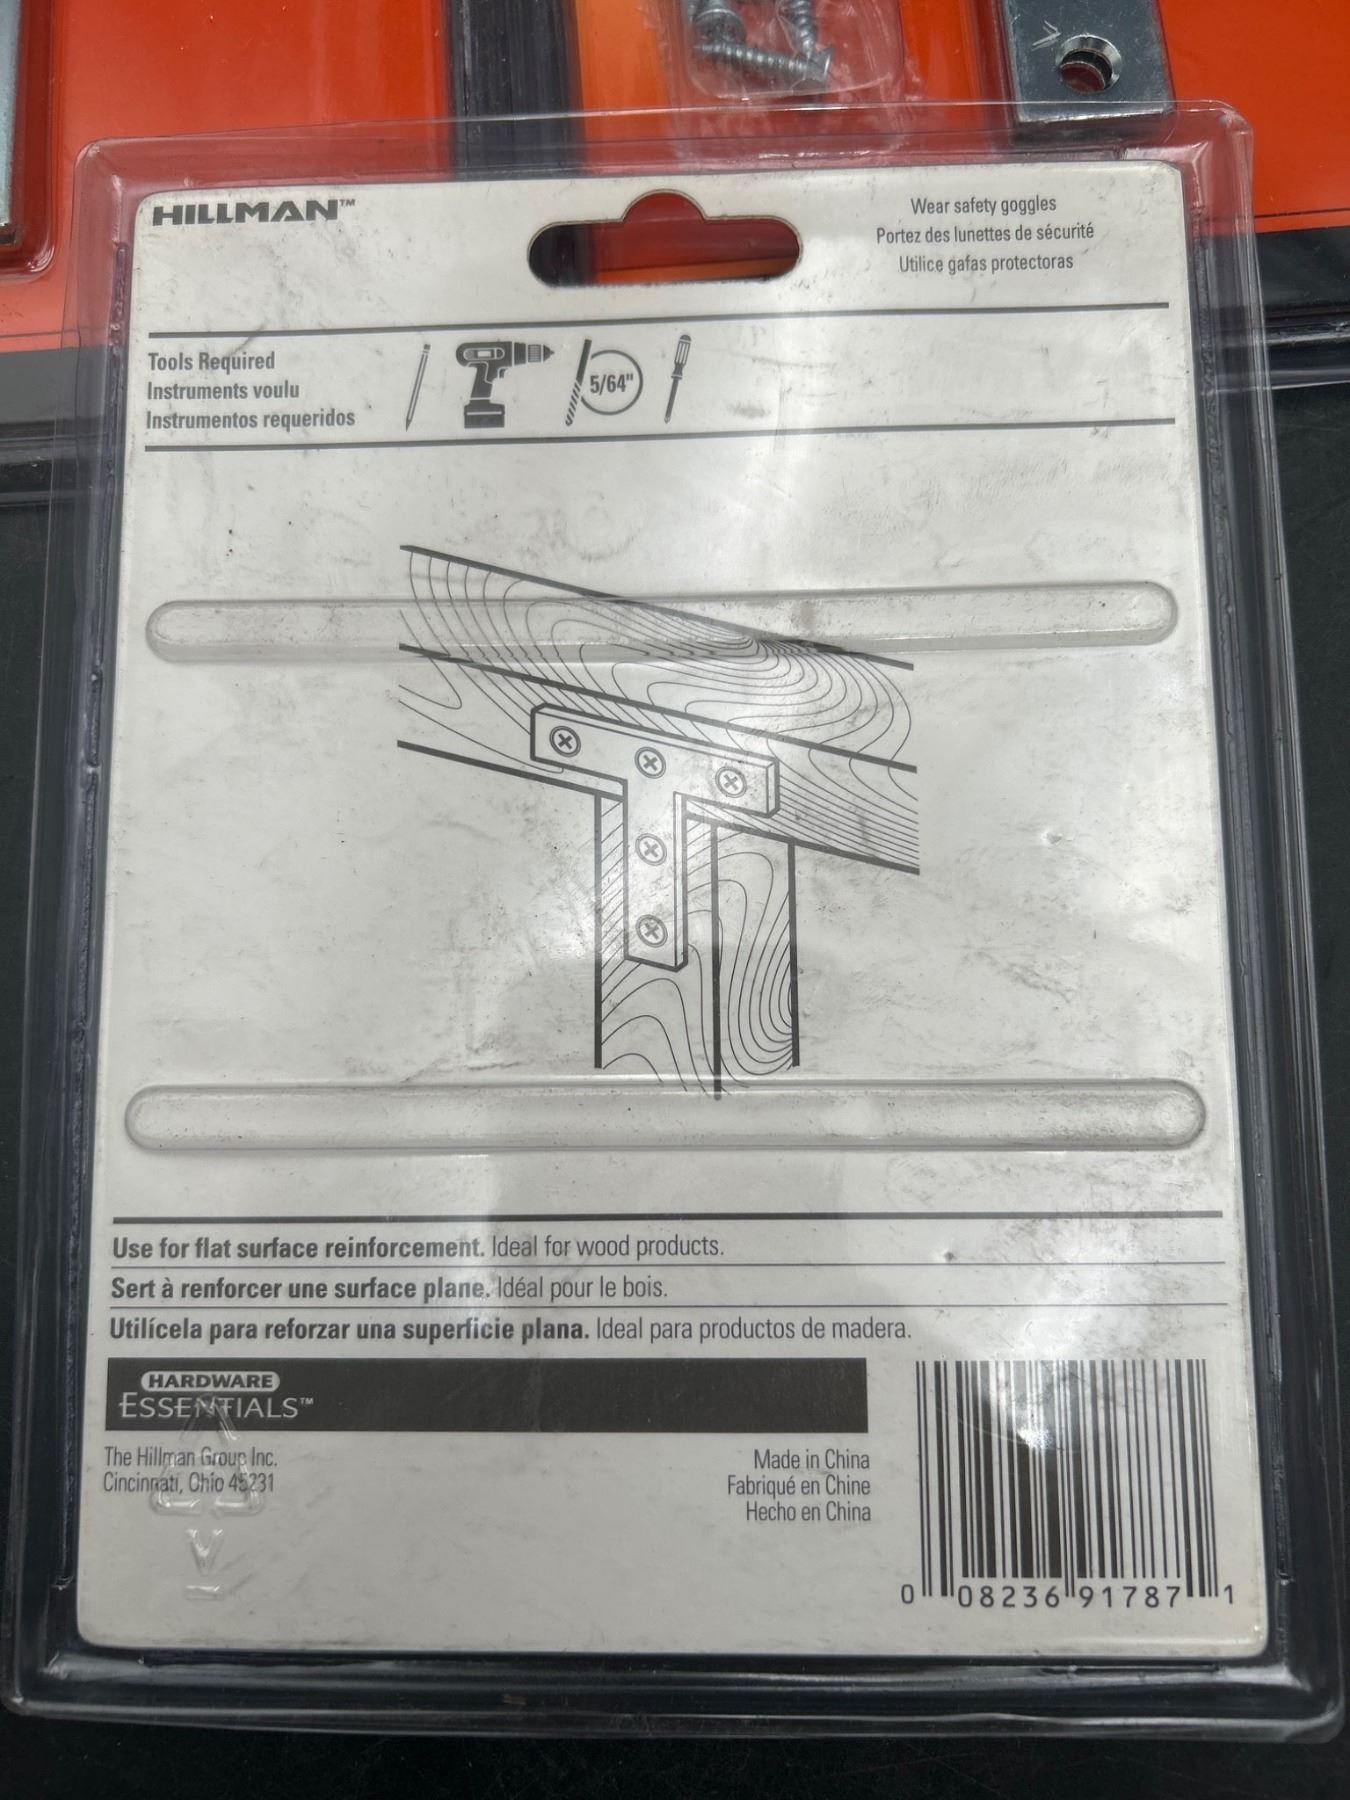 HILLMAN™
Wear safety goggles
Portez des lunettes de sécurité
Utilice gafas protectoras
Tools Required
Instruments voulu
Instrumentos requeridos
5/64"
Use for flat surface reinforcement. Ideal for wood products.
Sert à renforcer une surface plane. Idéal pour le bois.
Utilícela para reforzar una superficie plana. Ideal para productos de madera.
HARDWARE
ESSENTIALS™
The Hillman Group Inc.
Cincinnati, Ohio 45231
Made in China
Fabriqué en Chine
Hecho en China
0 08236 91787 1
V